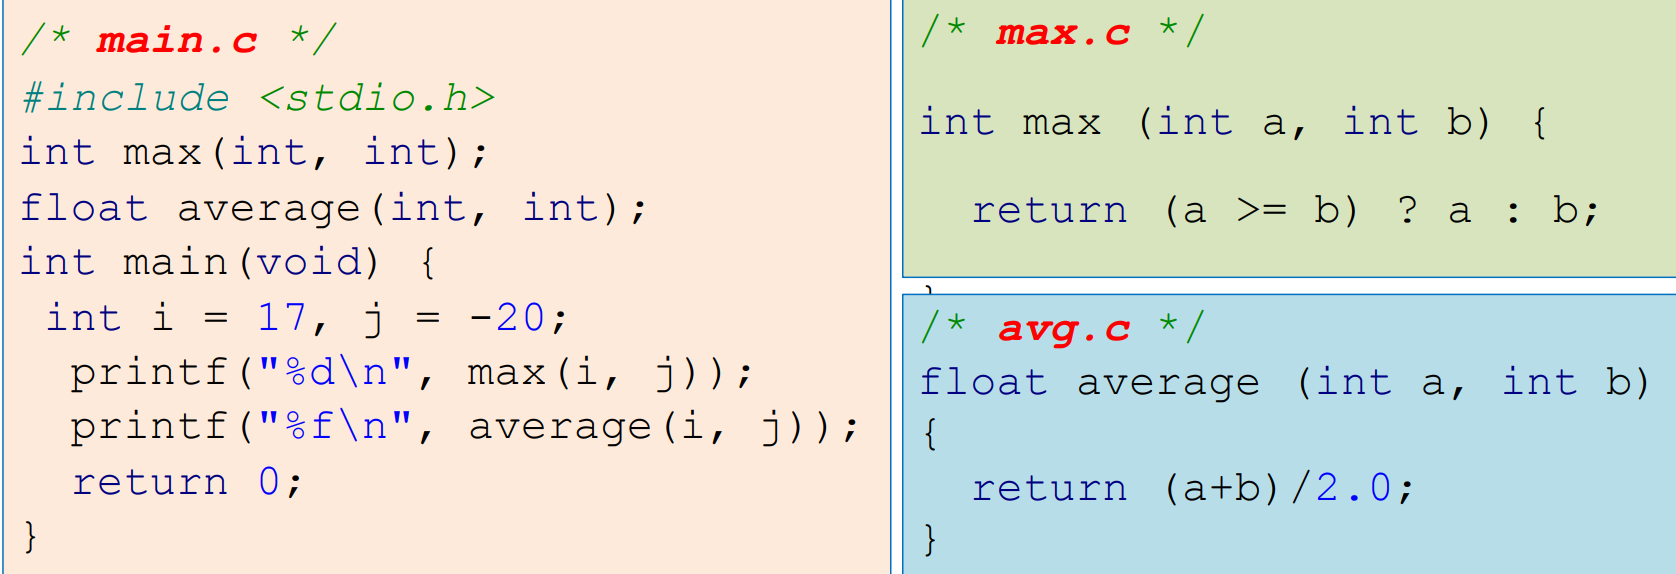 /* main.c */
#include <stdio.h>
int max(int, int);
float average(int, int);
int main(void) {
int i = 17, j = -20;
printf("%d\n", max(i, j));
printf("%f\n", average(i, j));
return 0;
}
/* max.c */
int max (int a, int b) {
return (a >= b) ? a : b;
/* avg.c */
float average (int a, int b)
{
return (a+b)/2.0;
}